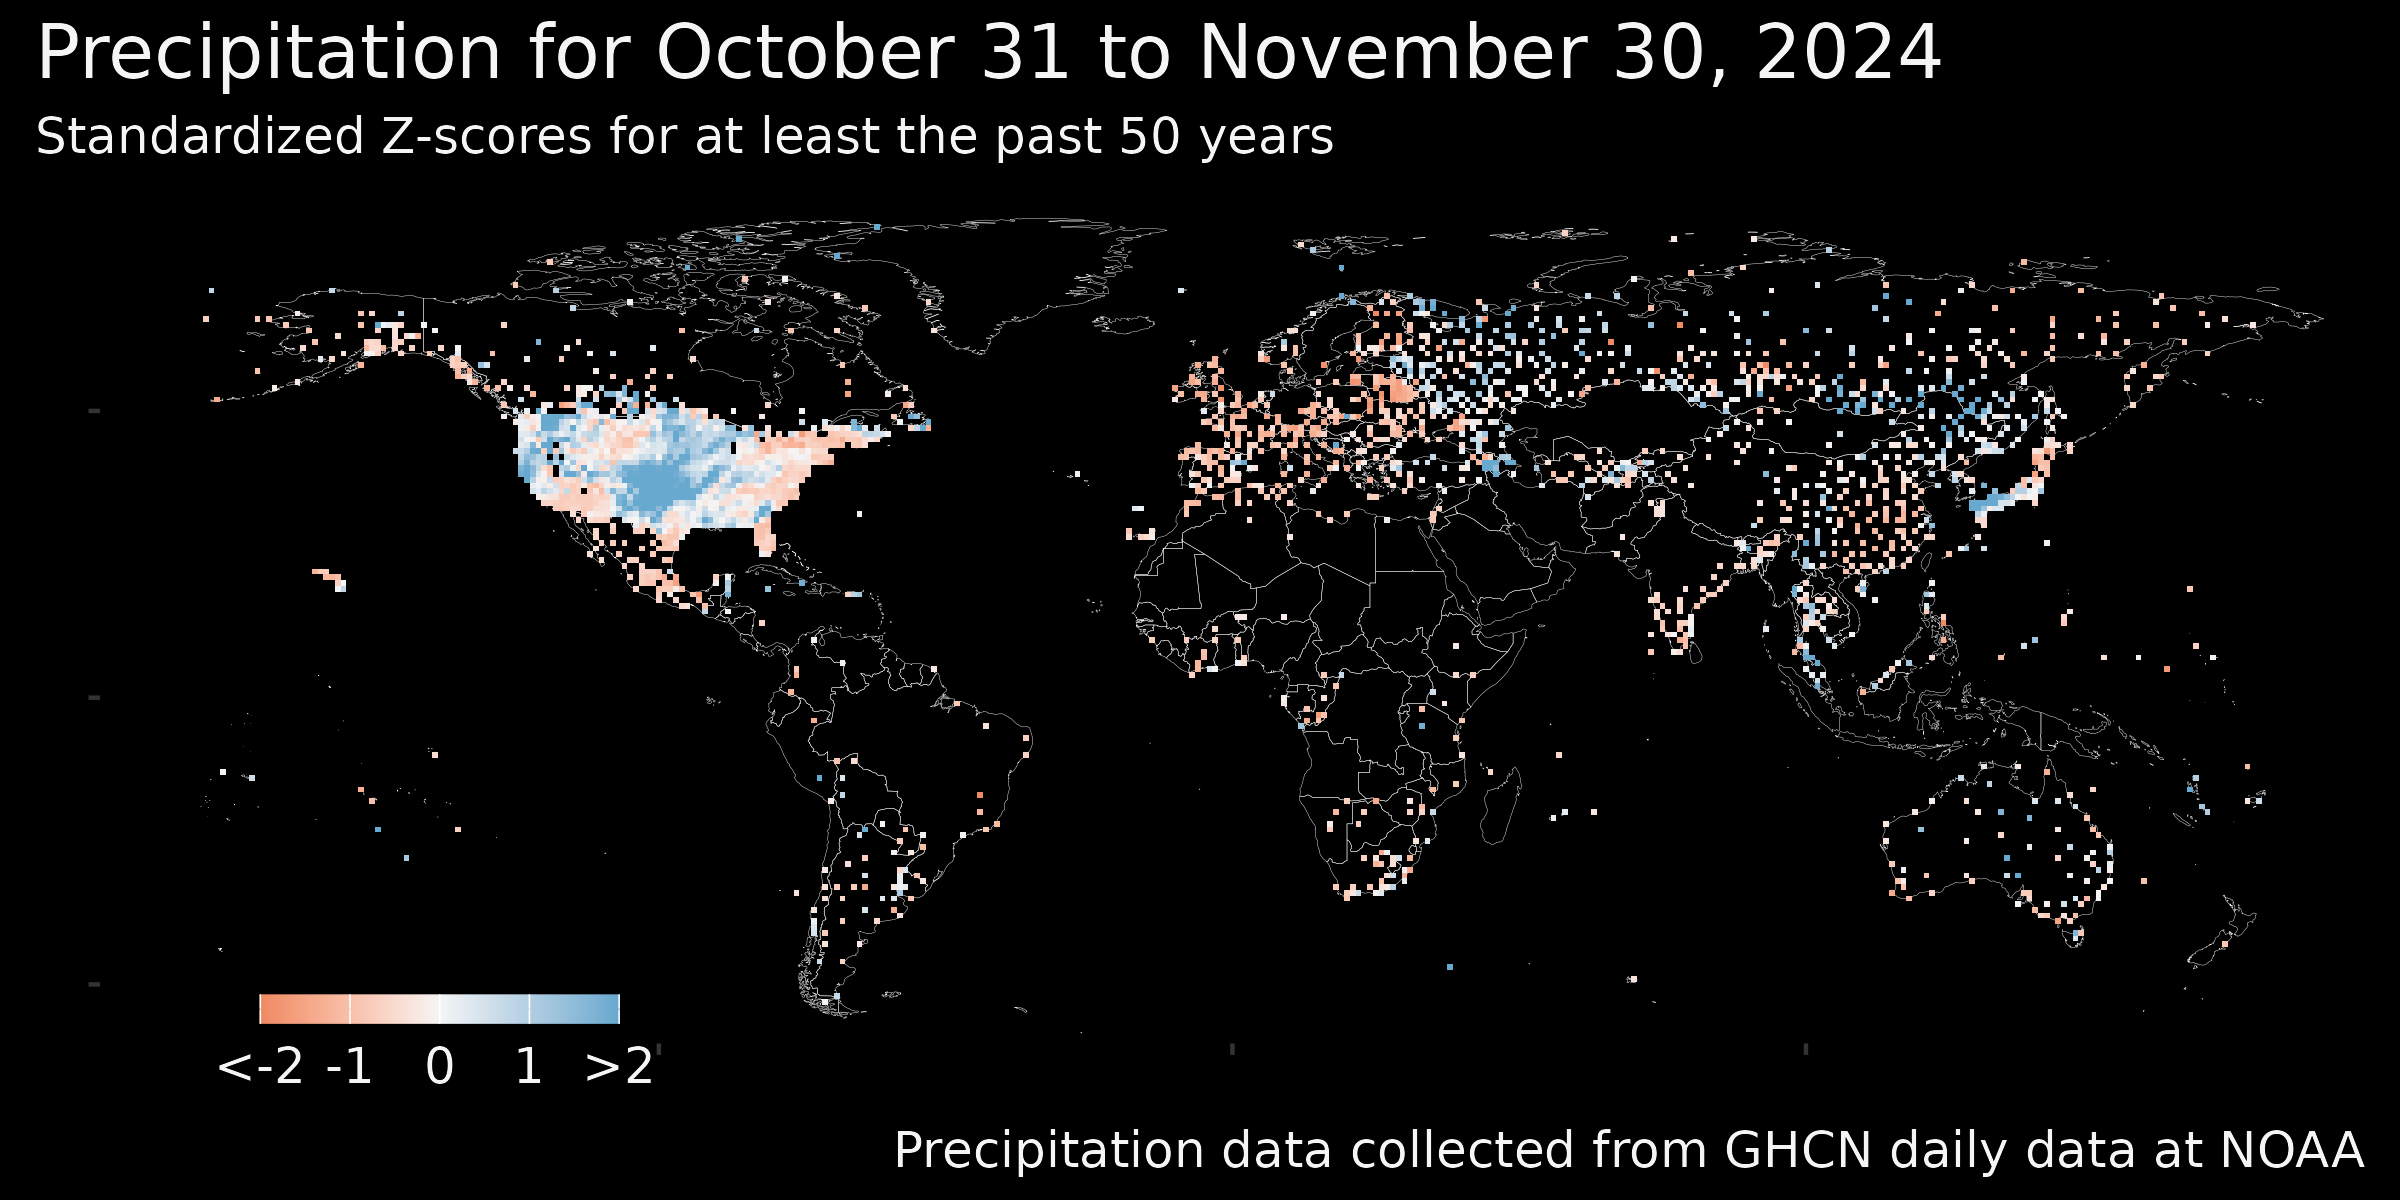 Precipitation for October 31 to November 30, 2024
Standardized Z-scores for at least the past 50 years
<-2 -1 0 1 >2
Precipitation data collected from GHCN daily data at NOAA